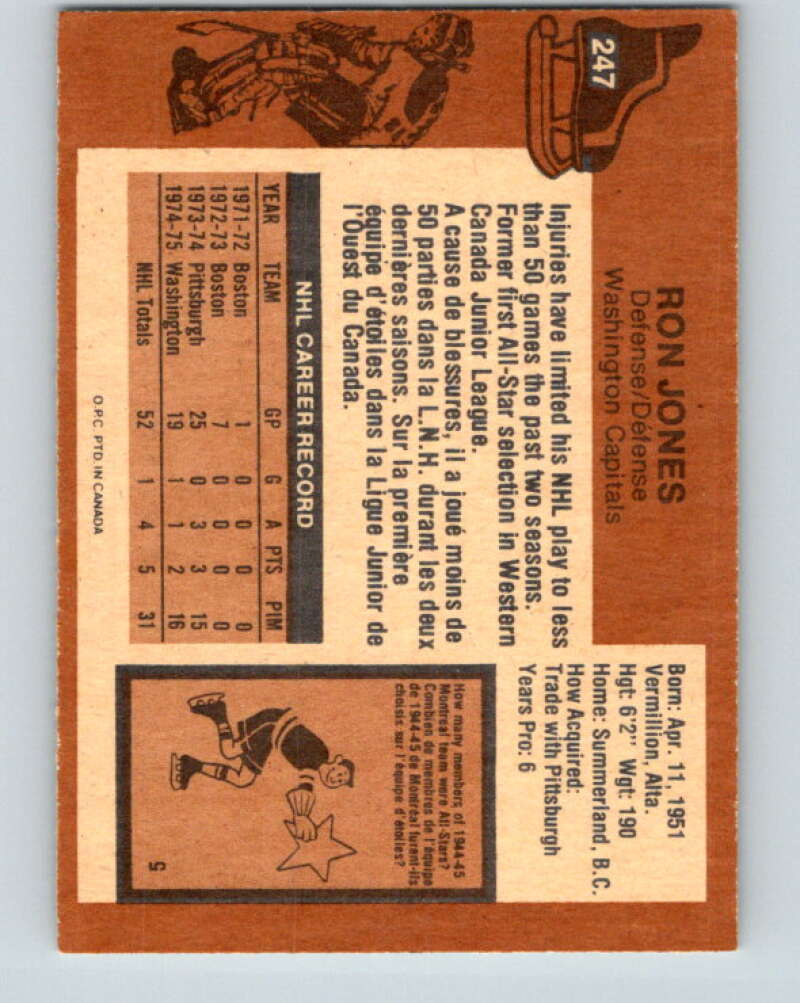 247
RON JONES
Defense/Défense
Washington Capitals
Born: Apr. 11, 1951
Vermillion, Alta.
Hgt: 6'2" Wgt: 190
Home: Summerland, B.C.
How Acquired:
Trade with Pittsburgh
Years Pro: 6
Injuries have limited his NHL play to less
than 50 games the past two seasons.
Former first All-Star selection in Western
Canada Junior League.
A cause de blessures, il a joué moins de
50 parties dans la L.N.H. durant les deux
dernières saisons. Sur la première
équipe d'étoiles dans la Ligue Junior de
l'Ouest du Canada.
NHL CAREER RECORD
YEAR TEAM GP G A PTS PIM
1971-72 Boston 1 0 0 0 0
1972-73 Boston 7 0 0 0 0
1973-74 Pittsburgh 25 0 3 3 15
1974-75 Washington 19 1 1 2 16
NHL Totals 52 1 4 5 31
O.P.C. PTD. IN CANADA
How many members of 1944-45
Montreal team were All-Stars?
Combien de membres de l'équipe
de 1944-45 de Montréal furent-ils
choisis sur l'équipe d'étoiles?
5